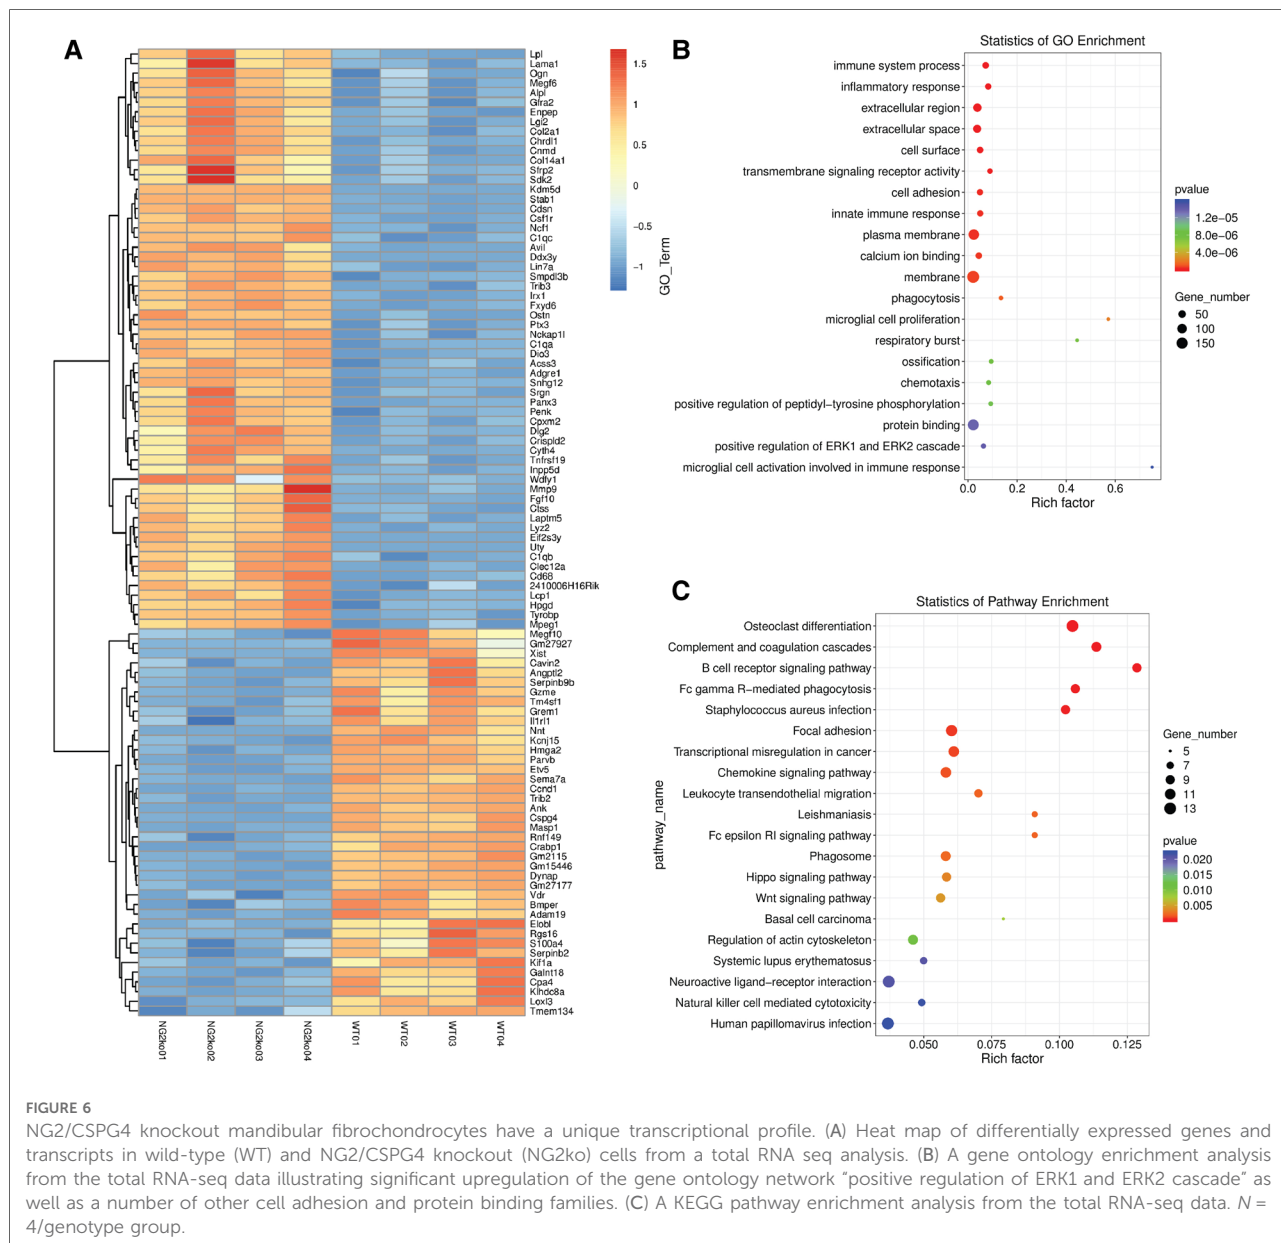 A
Lpl
Lama1
Ogn
Megf6
Alpl
Gfra2
Enpep
Lgi2
Col2a1
Chrdl1
Cnmd
Col14a1
Sfrp2
Sdk2
Kdm5d
Stab1
Cdsn
Csf1r
Ncf1
C1qc
Avil
Ddx3y
Lin7a
Smpdl3b
Trib3
Irx1
Fxyd6
Ostn
Ptx3
Nckap1l
C1qa
Dio3
Acss3
Adgre1
Snhg12
Srgn
Panx3
Penk
Cpxm2
Dlg2
Crispld2
Cyth4
Tnfrsf19
Inpp5d
Wdfy1
Mmp9
Fgf10
Ctss
Laptm5
Lyz2
Eif2s3y
Uty
C1qb
Clec12a
Cd68
2410006H16Rik
Lcp1
Hpgd
Tyrobp
Mpeg1
Megf10
Gm27927
Xist
Cavin2
Angptl2
Serpinb9b
Gzme
Tm4sf1
Grem1
Il1rl1
Nnt
Kcnj15
Hmga2
Parvb
Etv5
Sema7a
Ccnd1
Trib2
Ank
Cspg4
Masp1
Rnf149
Crabp1
Gm2115
Gm15446
Dynap
Gm27177
Vdr
Bmper
Adam19
Elobl
Rgs16
S100a4
Serpinb2
Kif1a
Galnt18
Cpa4
Klhdc8a
Loxl3
Tmem134
NG2ko01
NG2ko02
NG2ko03
NG2ko04
WT01
WT02
WT03
WT04
1.5
1
0.5
0
−0.5
−1
B
Statistics of GO Enrichment
GO_Term
immune system process
inflammatory response
extracellular region
extracellular space
cell surface
transmembrane signaling receptor activity
cell adhesion
innate immune response
plasma membrane
calcium ion binding
membrane
phagocytosis
microglial cell proliferation
respiratory burst
ossification
chemotaxis
positive regulation of peptidyl−tyrosine phosphorylation
protein binding
positive regulation of ERK1 and ERK2 cascade
microglial cell activation involved in immune response
0.0 0.2 0.4 0.6
Rich factor
pvalue
1.2e−05
8.0e−06
4.0e−06
Gene_number
50
100
150
C
Statistics of Pathway Enrichment
pathway_name
Osteoclast differentiation
Complement and coagulation cascades
B cell receptor signaling pathway
Fc gamma R−mediated phagocytosis
Staphylococcus aureus infection
Focal adhesion
Transcriptional misregulation in cancer
Chemokine signaling pathway
Leukocyte transendothelial migration
Leishmaniasis
Fc epsilon RI signaling pathway
Phagosome
Hippo signaling pathway
Wnt signaling pathway
Basal cell carcinoma
Regulation of actin cytoskeleton
Systemic lupus erythematosus
Neuroactive ligand−receptor interaction
Natural killer cell mediated cytotoxicity
Human papillomavirus infection
0.050 0.075 0.100 0.125
Rich factor
Gene_number
5
7
9
11
13
pvalue
0.020
0.015
0.010
0.005
FIGURE 6
NG2/CSPG4 knockout mandibular fibrochondrocytes have a unique transcriptional profile. (A) Heat map of differentially expressed genes and
transcripts in wild-type (WT) and NG2/CSPG4 knockout (NG2ko) cells from a total RNA seq analysis. (B) A gene ontology enrichment analysis
from the total RNA-seq data illustrating significant upregulation of the gene ontology network “positive regulation of ERK1 and ERK2 cascade” as
well as a number of other cell adhesion and protein binding families. (C) A KEGG pathway enrichment analysis from the total RNA-seq data. N =
4/genotype group.